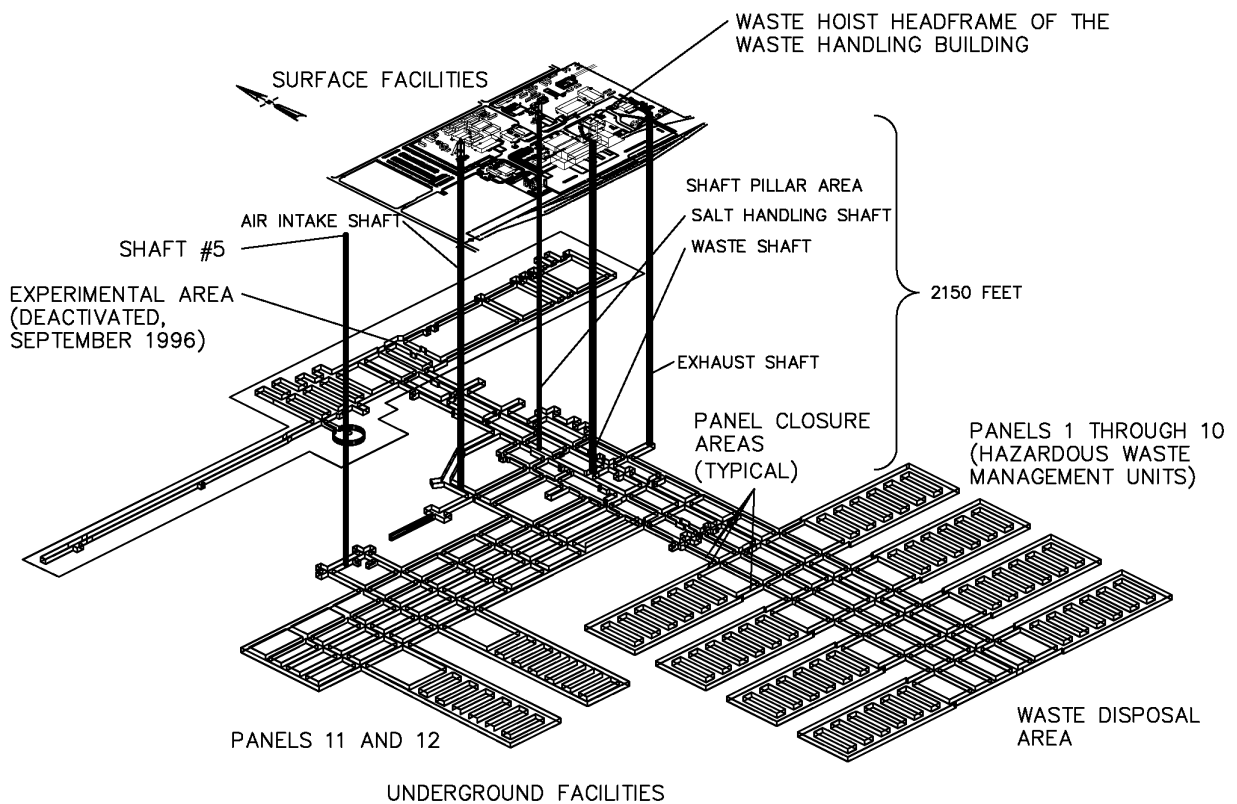 WASTE HOIST HEADFRAME OF THE
WASTE HANDLING BUILDING
SURFACE FACILITIES
SHAFT PILLAR AREA
AIR INTAKE SHAFT
SALT HANDLING SHAFT
SHAFT #5
WASTE SHAFT
EXPERIMENTAL AREA
(DEACTIVATED,
SEPTEMBER 1996)
2150 FEET
EXHAUST SHAFT
PANEL CLOSURE
AREAS
(TYPICAL)
PANELS 1 THROUGH 10
(HAZARDOUS WASTE
MANAGEMENT UNITS)
WASTE DISPOSAL
AREA
PANELS 11 AND 12
UNDERGROUND FACILITIES